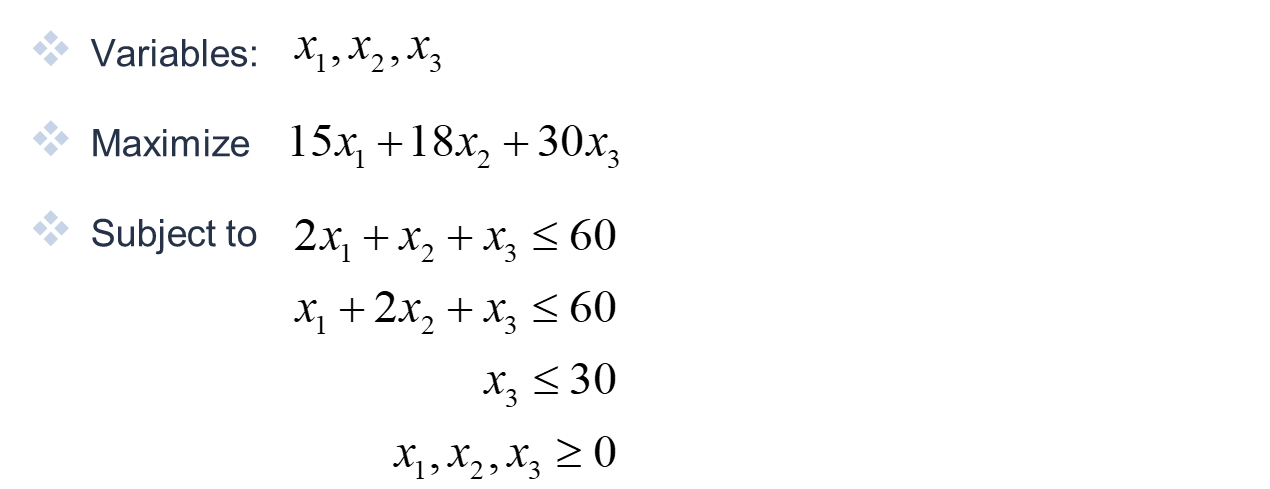 Variables: x₁, x₂, x₃
Maximize 15x₁ + 18x₂ + 30x₃
Subject to 2x₁ + x₂ + x₃ ≤ 60
x₁ + 2x₂ + x₃ ≤ 60
x₃ ≤ 30
x₁, x₂, x₃ ≥ 0